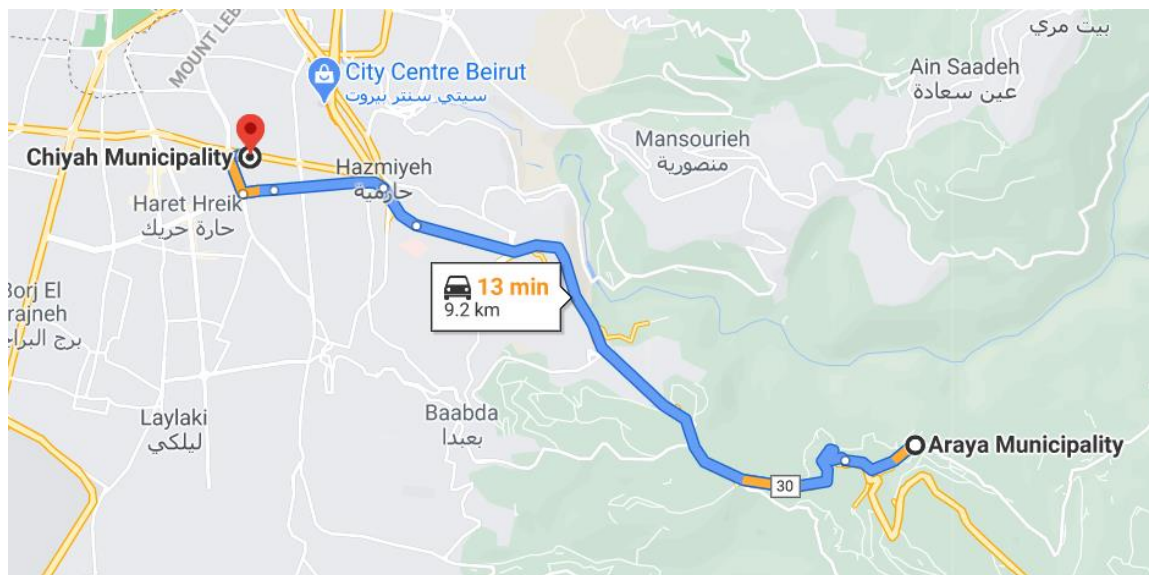 بيت مري
MOUNT LEB
Ain Saadeh
عين سعادة
City Centre Beirut
سيتي سنتر بيروت
Mansourieh
منصورية
Chiyah Municipality
Hazmiyeh
حازمية
Haret Hreik
حارة حريك
13 min
9.2 km
Borj El
rajneh
برج البراج
Laylaki
ليلكي
Baabda
بعبدا
Araya Municipality
30